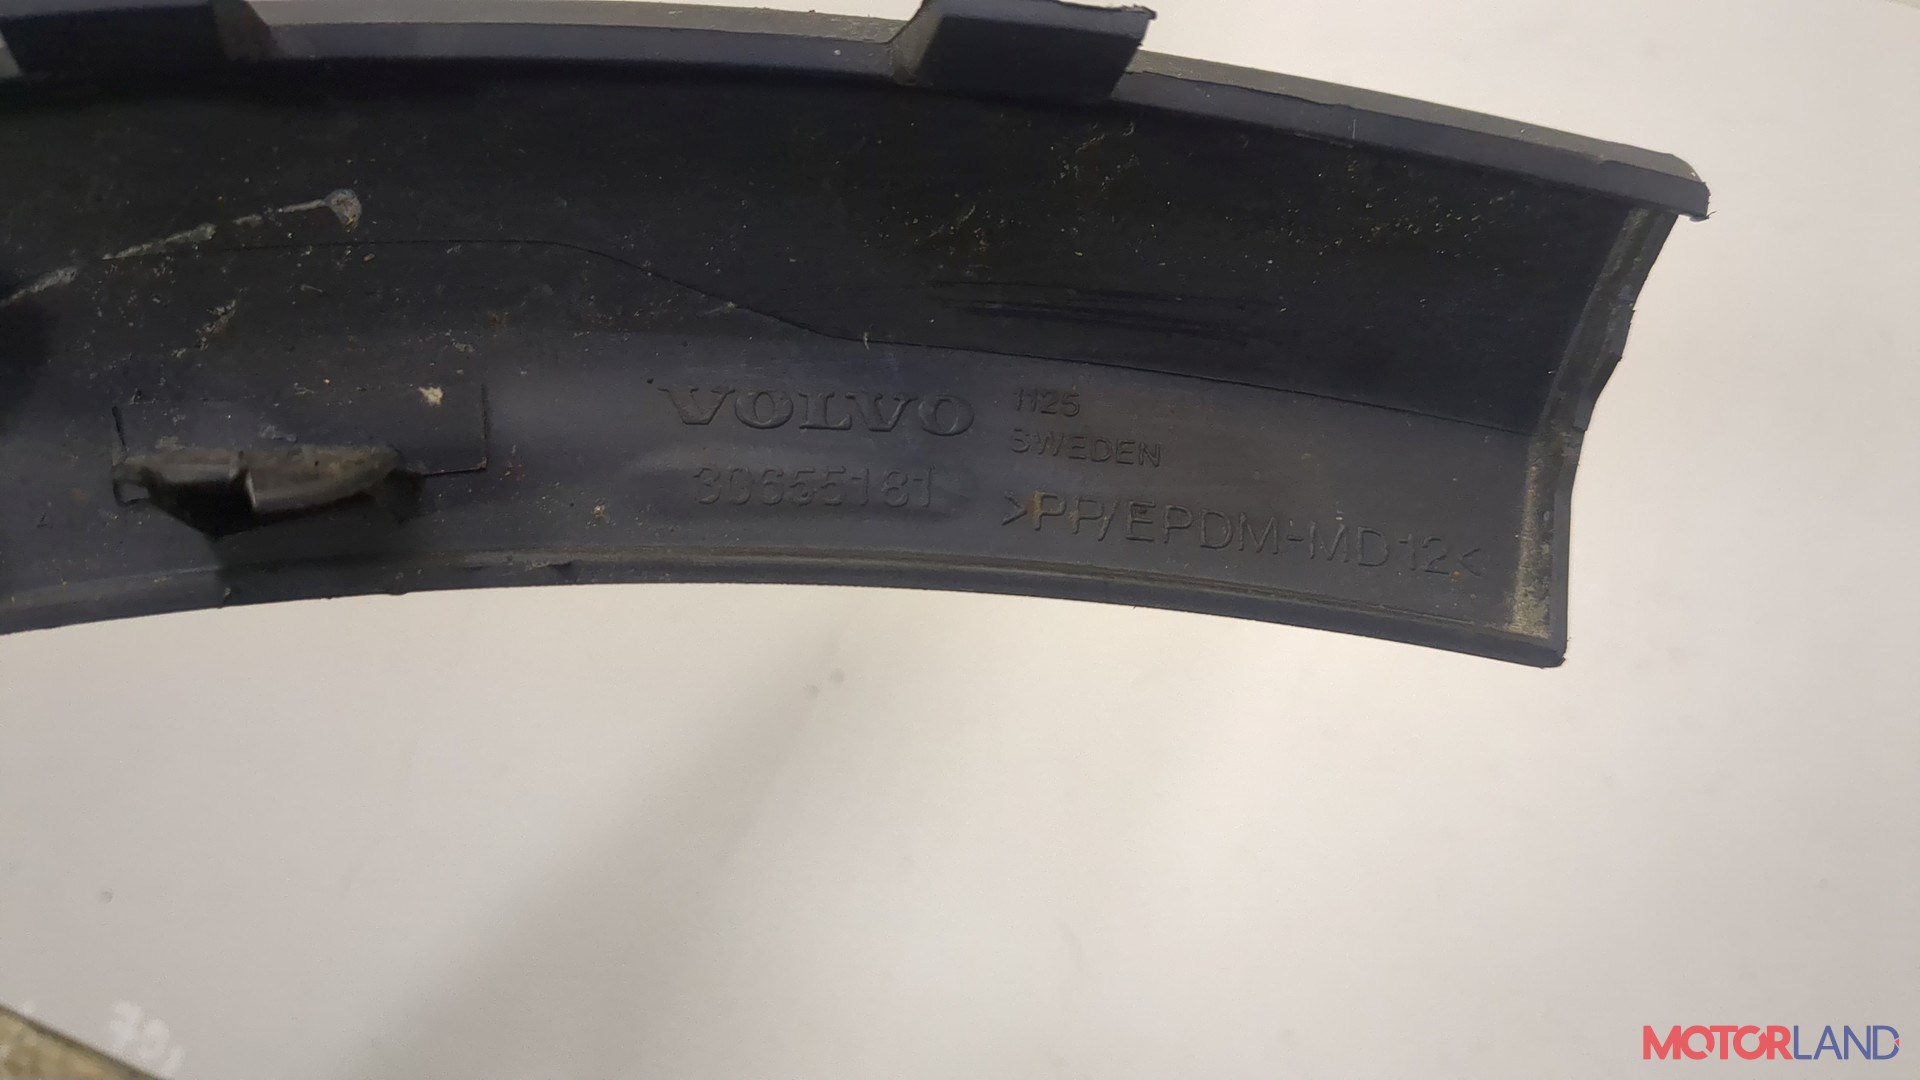 VOLVO
30655181
1125
SWEDEN
>PP/EPDM-MD12<
MOTORLAND